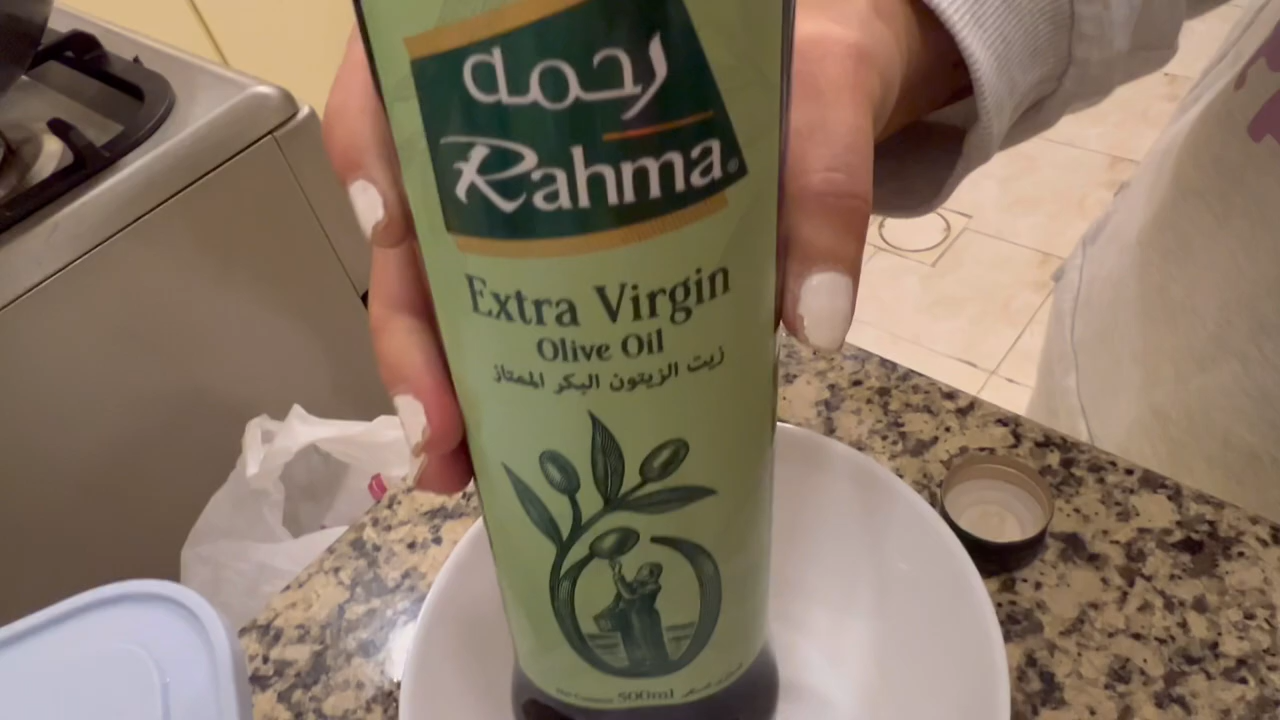 رحمه
Rahma®
Extra Virgin
Olive Oil
زيت الزيتون البكر الممتاز
500ml